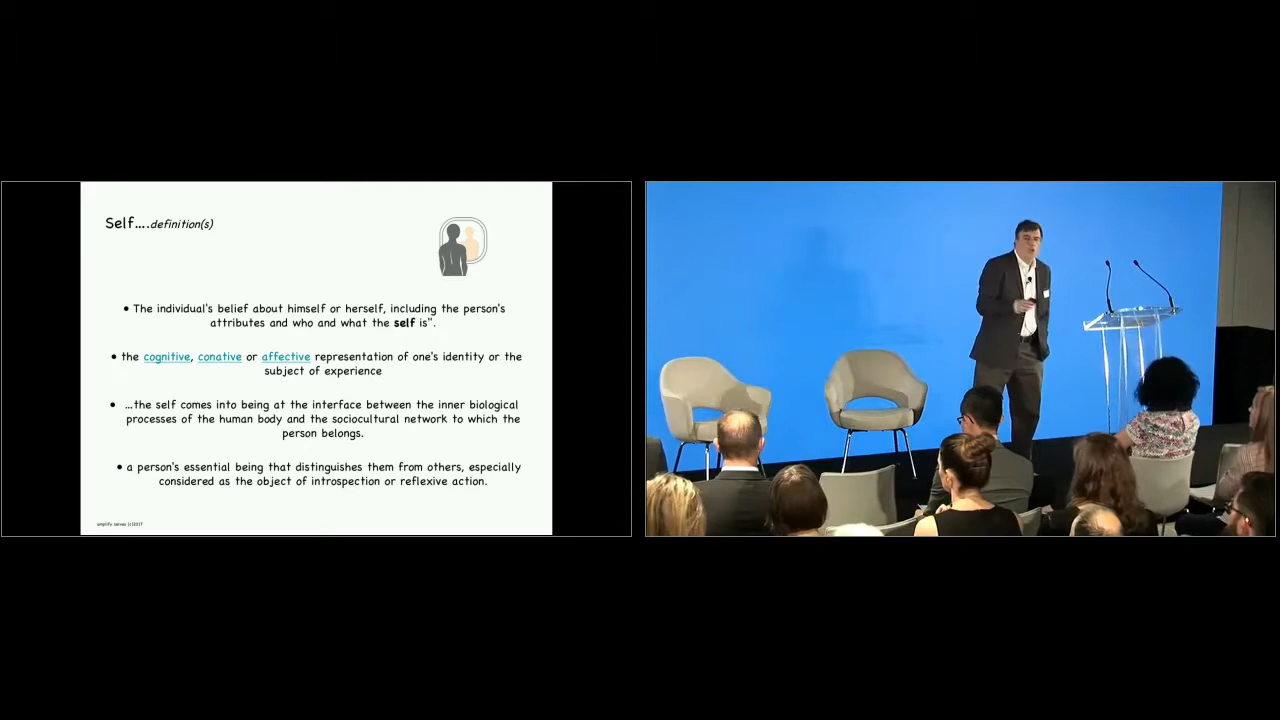 Self....definition(s)
• The individual's belief about himself or herself, including the person's
attributes and who and what the self is".
• the cognitive, conative or affective representation of one's identity or the
subject of experience
• ...the self comes into being at the interface between the inner biological
processes of the human body and the sociocultural network to which the
person belongs.
• a person's essential being that distinguishes them from others, especially
considered as the object of introspection or reflexive action.